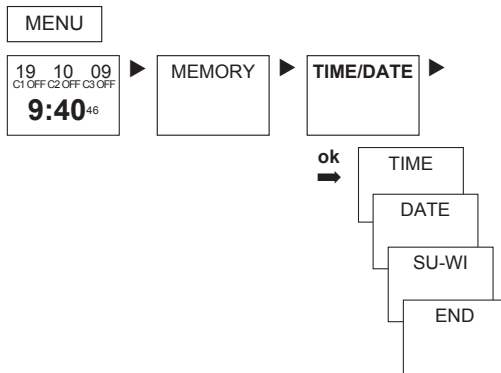 MENU
19 10 09
C1 OFF C2 OFF C3 OFF
9:40 46
MEMORY
TIME/DATE
ok
TIME
DATE
SU-WI
END